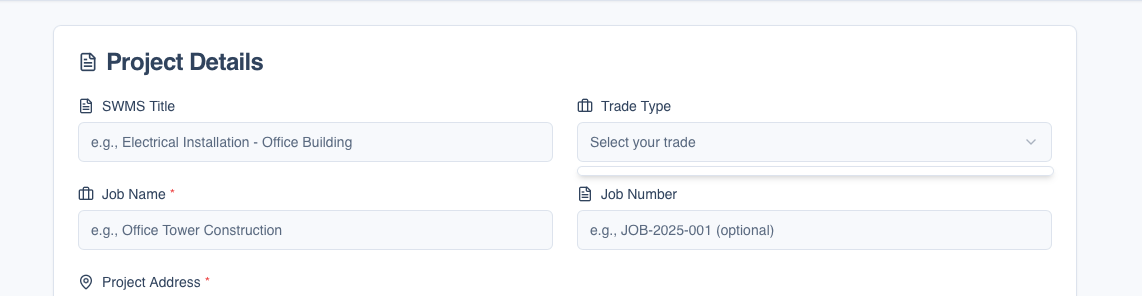 Project Details
SWMS Title
Trade Type
e.g., Electrical Installation - Office Building
Select your trade
Job Name *
Job Number
e.g., Office Tower Construction
e.g., JOB-2025-001 (optional)
Project Address *